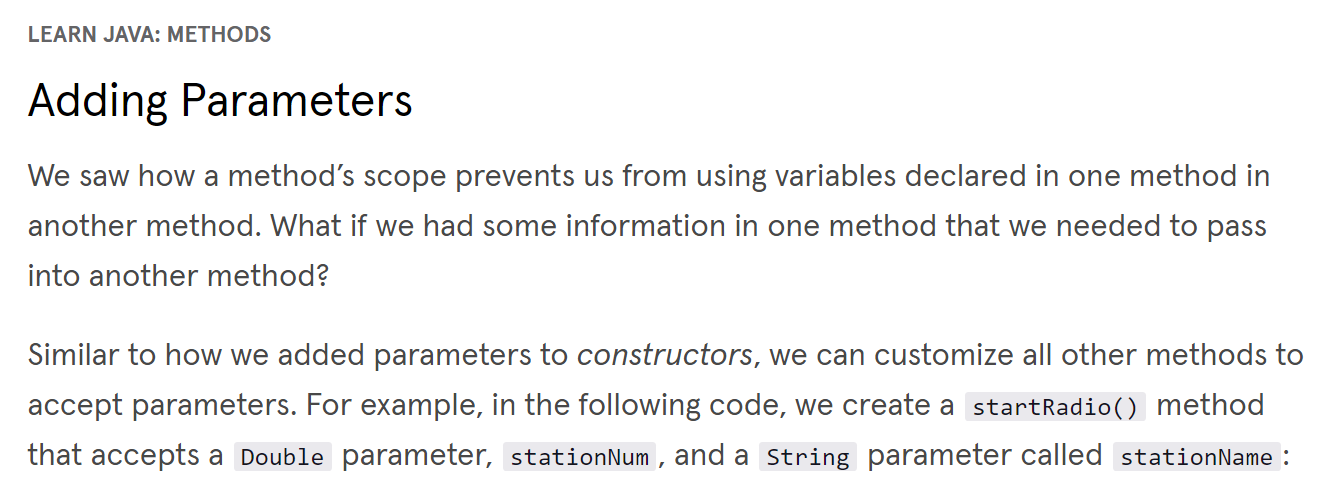 LEARN JAVA: METHODS
Adding Parameters
We saw how a method’s scope prevents us from using variables declared in one method in
another method. What if we had some information in one method that we needed to pass
into another method?
Similar to how we added parameters to constructors, we can customize all other methods to
accept parameters. For example, in the following code, we create a startRadio() method
that accepts a Double parameter, stationNum, and a String parameter called stationName: